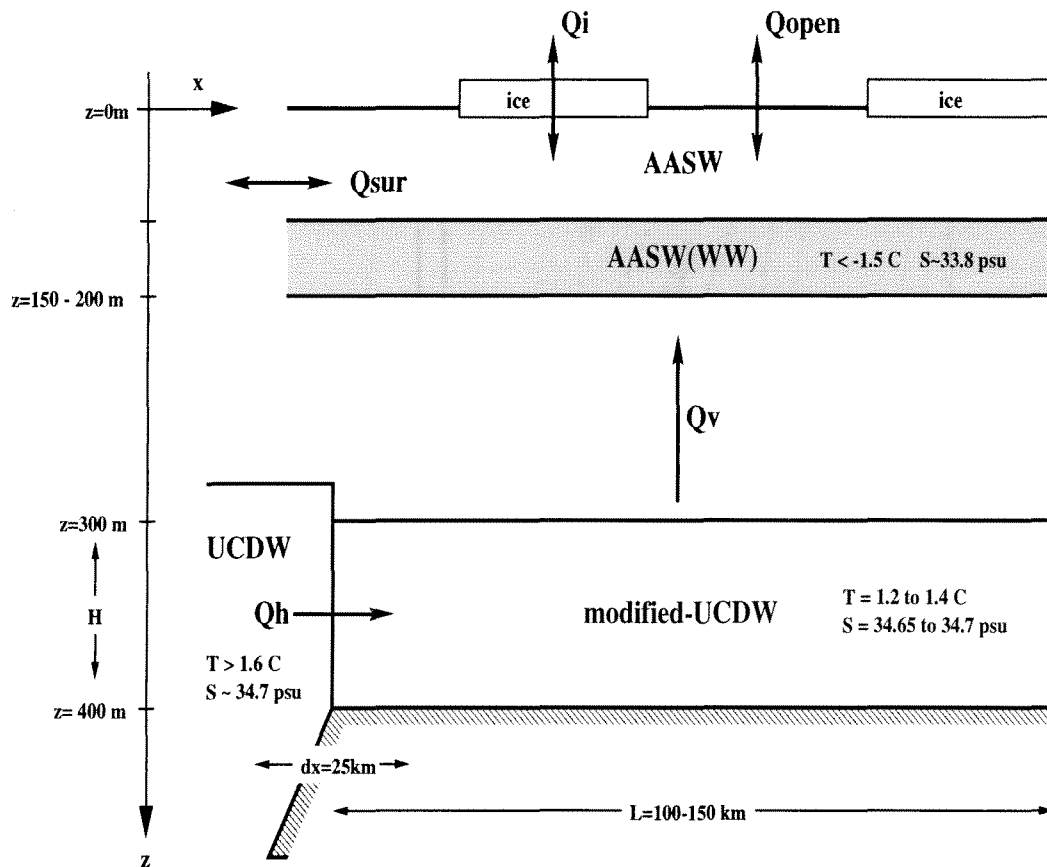 Qi
Qopen
x
ice
ice
z=0m
AASW
Qsur
AASW(WW)
T < -1.5 C S~33.8 psu
z=150 - 200 m
Qv
z=300 m
UCDW
H
Qh
modified-UCDW
T = 1.2 to 1.4 C
S = 34.65 to 34.7 psu
T > 1.6 C
S ~ 34.7 psu
z= 400 m
dx=25km
L=100-150 km
z